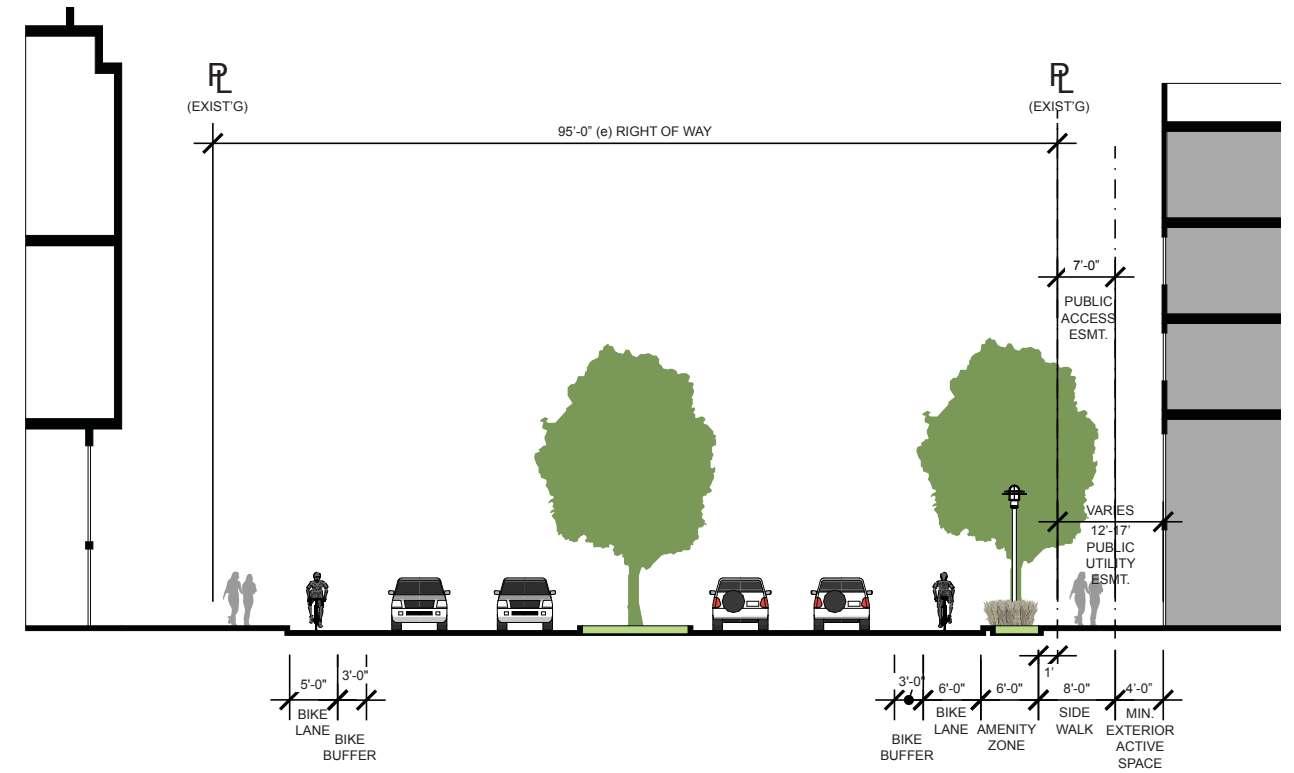 PL
(EXIST'G)
PL
(EXIST'G)
95'-0" (e) RIGHT OF WAY
7'-0"
PUBLIC
ACCESS
ESMT.
VARIES
12'-17'
PUBLIC
UTILITY
ESMT.
5'-0"
BIKE
LANE
3'-0"
BIKE
BUFFER
3'-0"
BIKE
BUFFER
6'-0"
BIKE
LANE
6'-0"
AMENITY
ZONE
1'
8'-0"
SIDE
WALK
4'-0"
MIN.
EXTERIOR
ACTIVE
SPACE